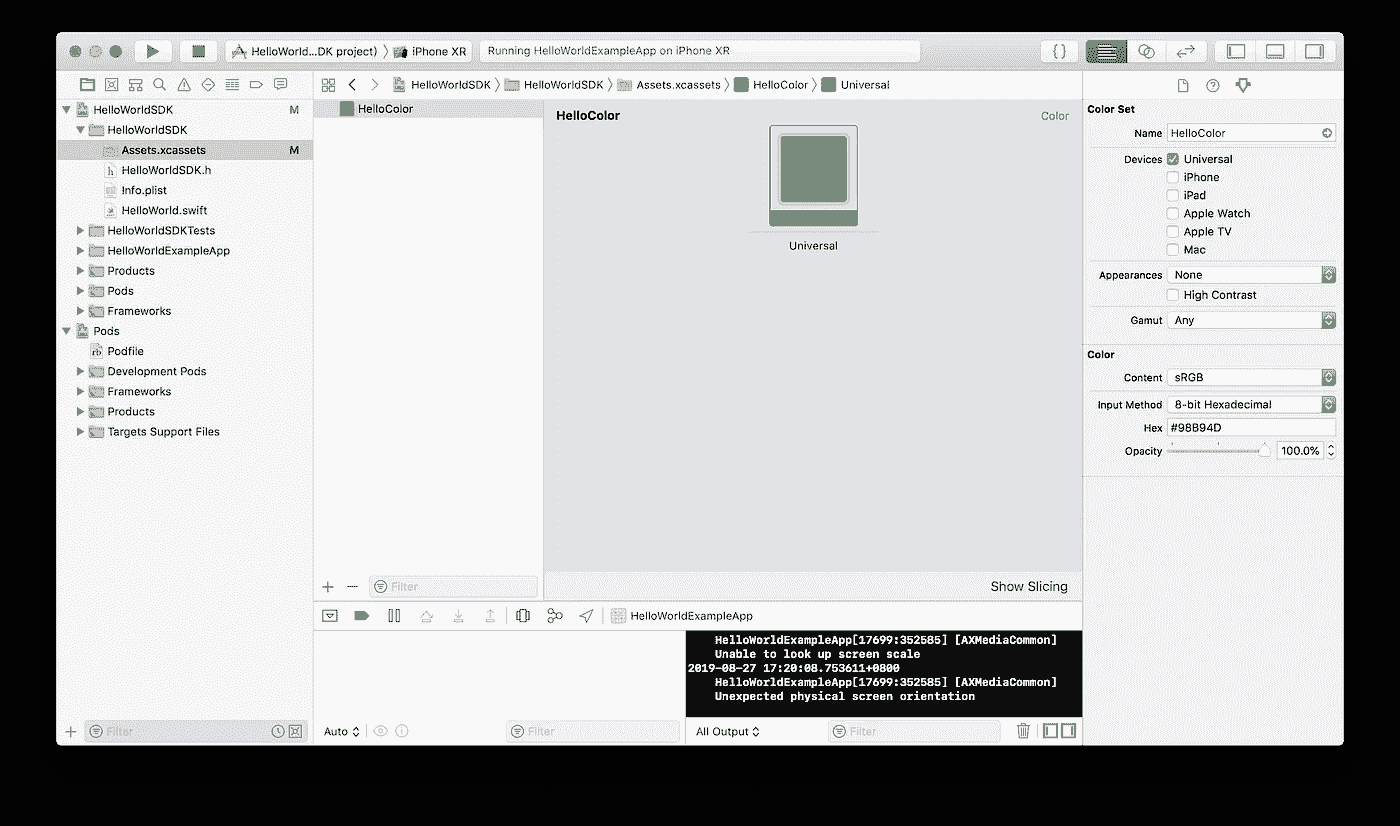 HelloWorld...DK project) iPhone XR
Running HelloWorldExampleApp on iPhone XR
HelloWorldSDK M
HelloWorldSDK
Assets.xcassets M
h HelloWorldSDK.h
Info.plist
HelloWorld.swift
HelloWorldSDKTests
HelloWorldExampleApp
Products
Pods
Frameworks
Pods
rb Podfile
Development Pods
Frameworks
Products
Targets Support Files
Filter
HelloWorldSDK HelloWorldSDK Assets.xcassets HelloColor Universal
HelloColor
Filter
HelloColor Color
Universal
Show Slicing
HelloWorldExampleApp
Auto
Filter
HelloWorldExampleApp[17699:352585] [AXMediaCommon]
Unable to look up screen scale
2019-08-27 17:20:08.753611+0800
HelloWorldExampleApp[17699:352585] [AXMediaCommon]
Unexpected physical screen orientation
All Output
Filter
Color Set
Name HelloColor
Devices Universal
iPhone
iPad
Apple Watch
Apple TV
Mac
Appearances None
High Contrast
Gamut Any
Color
Content sRGB
Input Method 8-bit Hexadecimal
Hex #98B94D
Opacity 100.0%